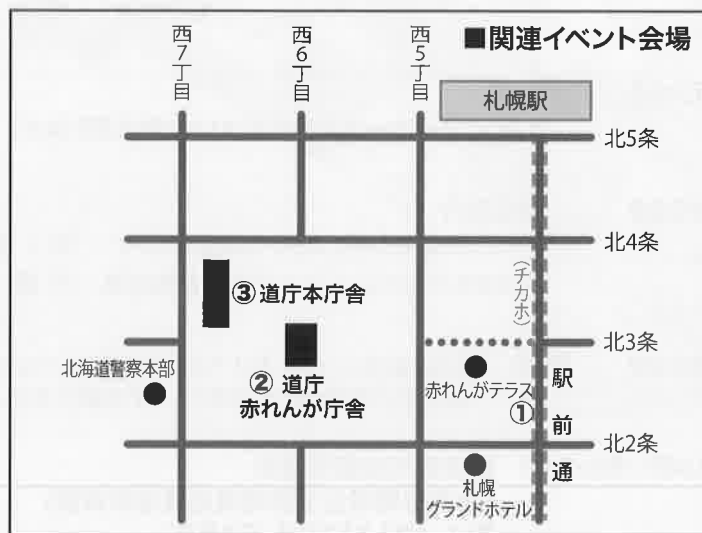 ■関連イベント会場
西7丁目
西6丁目
西5丁目
札幌駅
北5条
北4条
(チカホ)
③道庁本庁舎
北3条
北海道警察本部
赤れんがテラス
駅前通
②道庁
赤れんが庁舎
①
北2条
札幌
グランドホテル